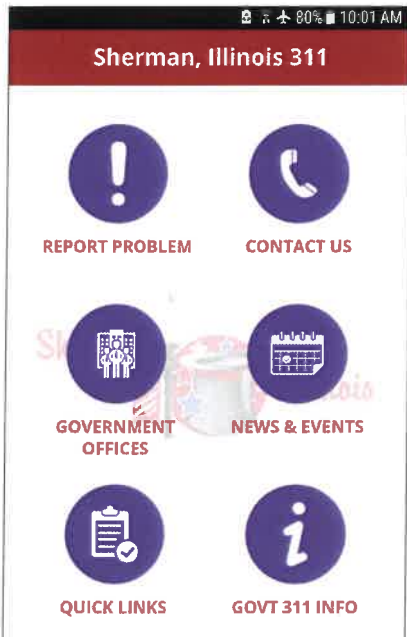 80% 10:01 AM
Sherman, Illinois 311
REPORT PROBLEM
CONTACT US
GOVERNMENT
OFFICES
NEWS & EVENTS
QUICK LINKS
GOVT 311 INFO